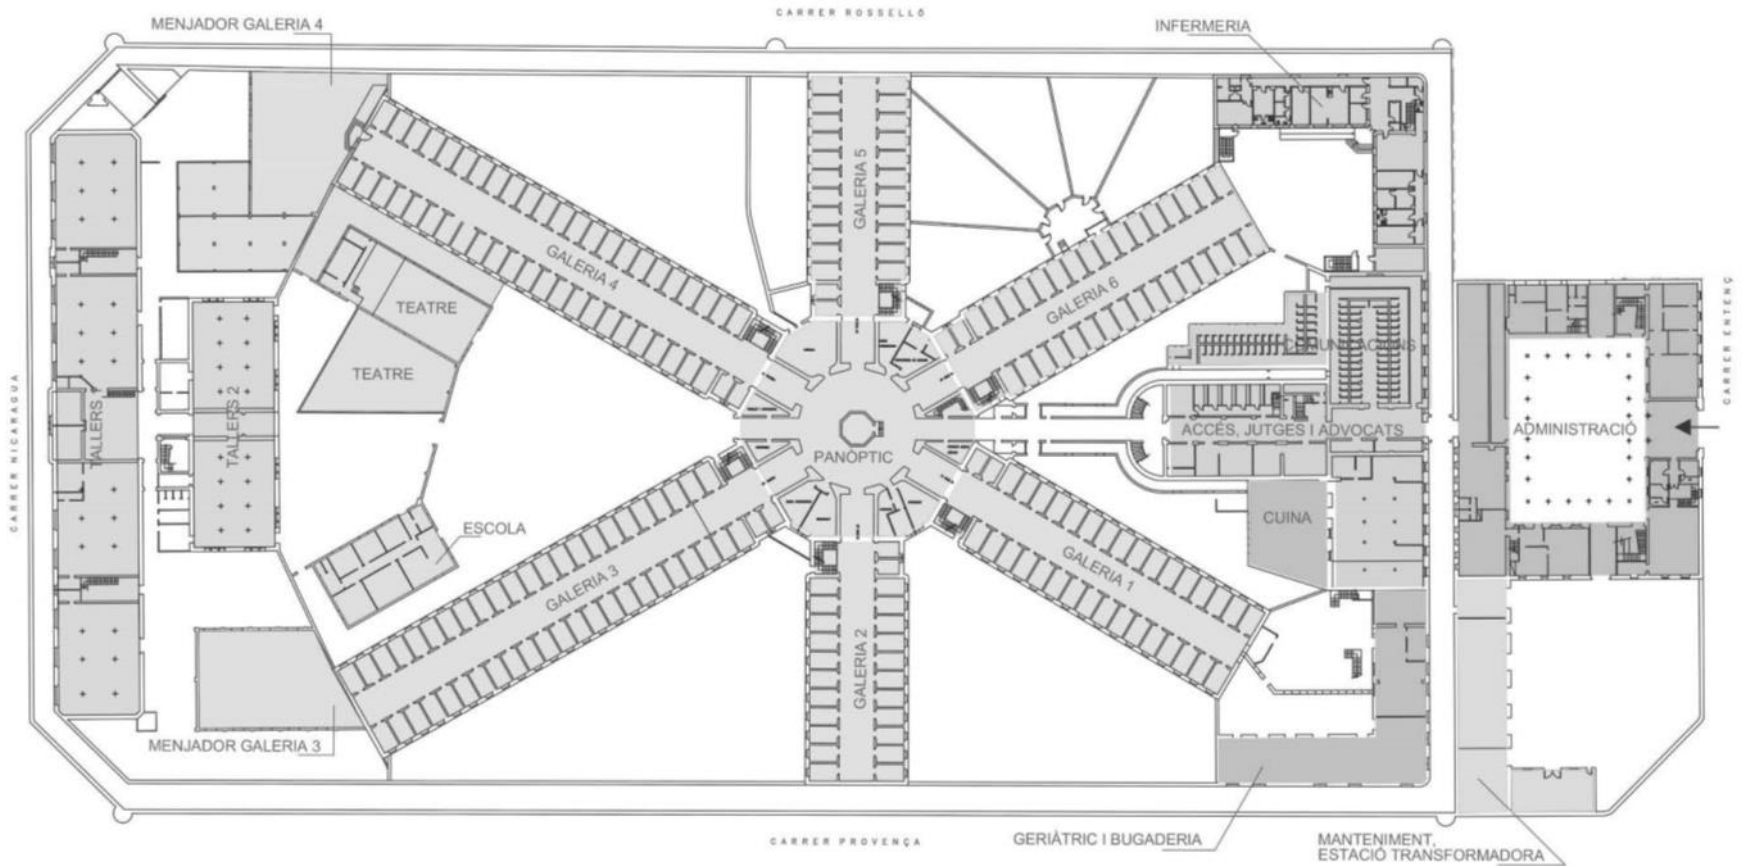 CARRER ROSSELLÓ
MENJADOR GALERIA 4
INFERMERIA
GALERIA 5
GALERIA 4
GALERIA 6
TEATRE
TEATRE
COMUNICACIONS
CARRER ENTENÇ
CARRER NICARAGUA
TALLERS
TALLERS 2
ACCÉS, JUTGES I ADVOCATS
ADMINISTRACIÓ
PANÒPTIC
CUINA
ESCOLA
GALERIA 3
GALERIA 1
GALERIA 2
MENJADOR GALERIA 3
CARRER PROVENÇA
GERIÀTRIC I BUGADERIA
MANTENIMENT,
ESTACIÓ TRANSFORMADORA